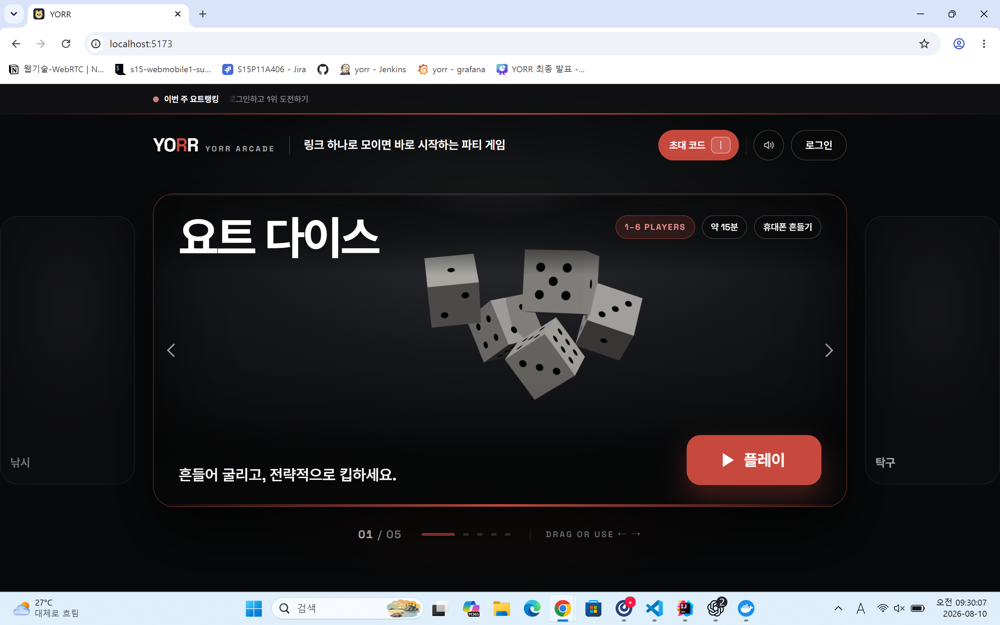 YORR
localhost:5173
웹기술-WebRTC | N...
s15-webmobile1-su...
S15P11A406 - Jira
yorr - Jenkins
yorr - grafana
YORR 최종 발표 -...
이번 주 요트랭킹 로그인하고 1위 도전하기
YORR YORR ARCADE 링크 하나로 모이면 바로 시작하는 파티 게임
초대 코드
로그인
요트 다이스
1–6 PLAYERS
약 15분
휴대폰 흔들기
낚시
탁구
플레이
흔들어 굴리고, 전략적으로 킵하세요.
01 / 05
DRAG OR USE ← →
27°C
대체로 흐림
검색
M365
IJ
2
A
오전 09:30:07
2026-08-10